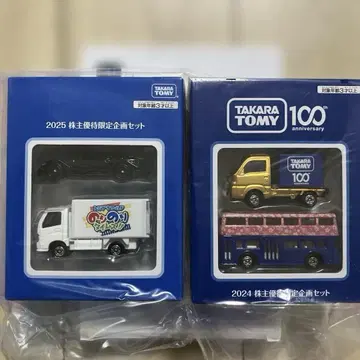 TAKARA
TOMY
対象年齢3才以上
2025 株主優待限定企画セット
TAKARA
TOMY
100th
anniversary
対象年齢3才以上
TAKARA
TOMY
100
2024 株主優待限定企画セット